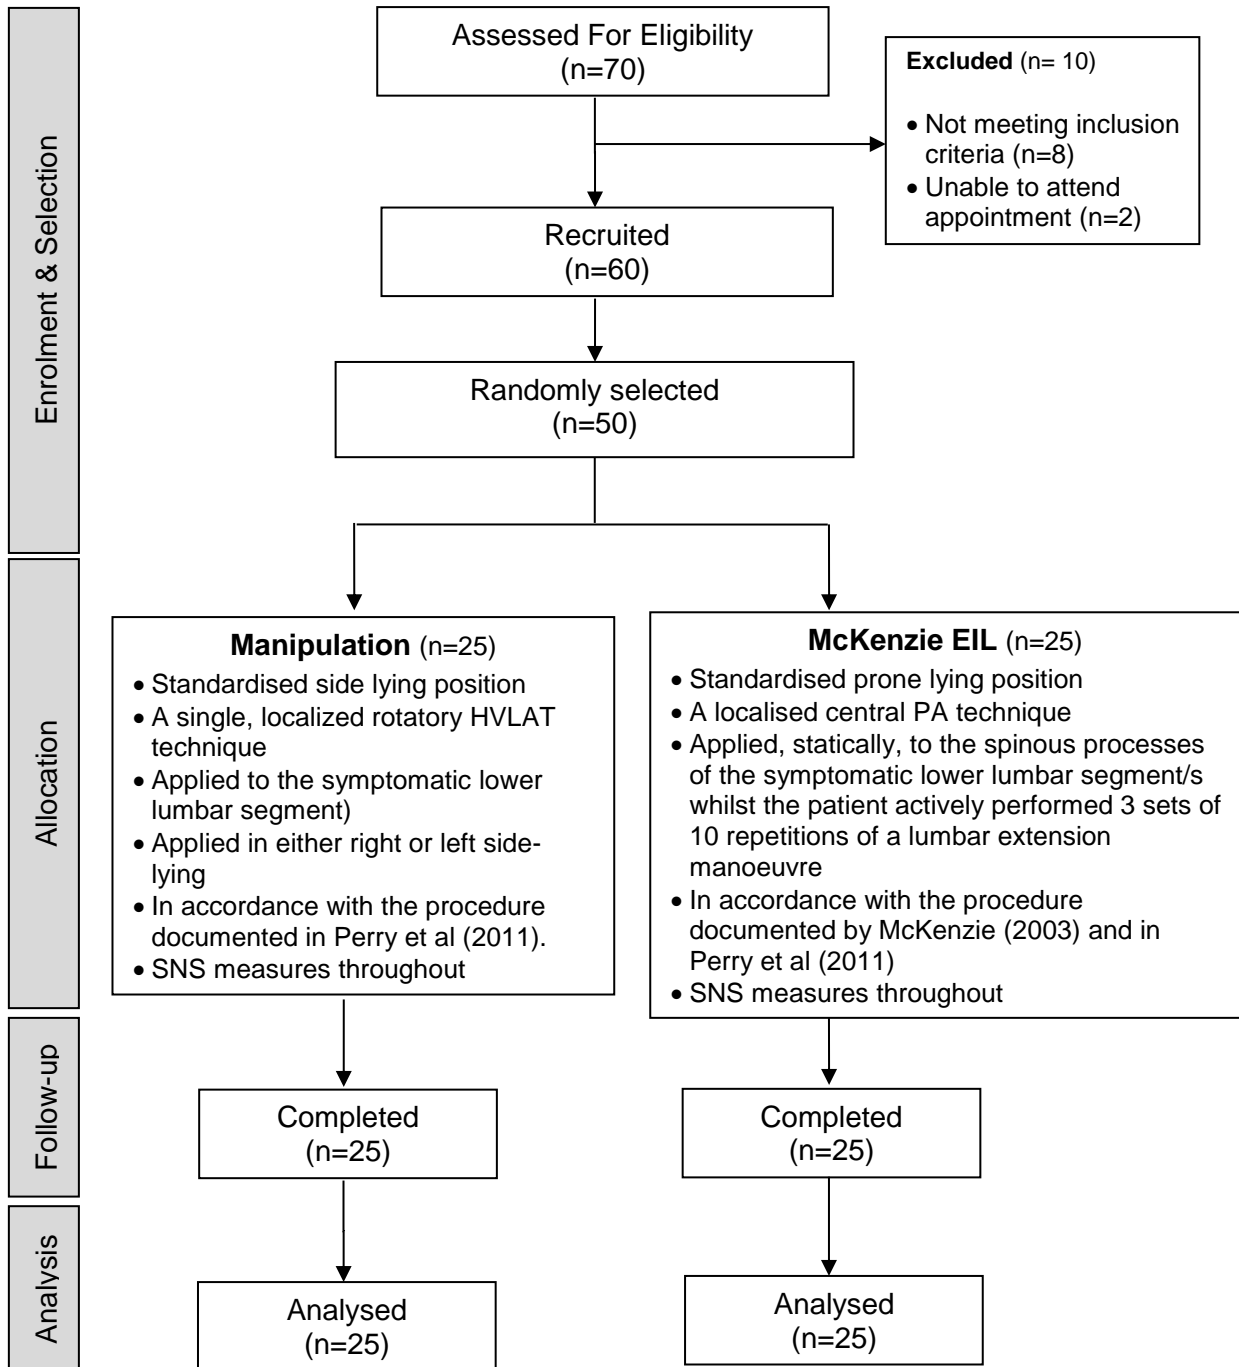 Enrolment & Selection
Assessed For Eligibility
(n=70)
Excluded (n= 10)
• Not meeting inclusion
criteria (n=8)
• Unable to attend
appointment (n=2)
Recruited
(n=60)
Randomly selected
(n=50)
Allocation
Manipulation (n=25)
• Standardised side lying position
• A single, localized rotatory HVLAT
technique
• Applied to the symptomatic lower
lumbar segment)
• Applied in either right or left side-
lying
• In accordance with the procedure
documented in Perry et al (2011).
• SNS measures throughout
McKenzie EIL (n=25)
• Standardised prone lying position
• A localised central PA technique
• Applied, statically, to the spinous processes
of the symptomatic lower lumbar segment/s
whilst the patient actively performed 3 sets of
10 repetitions of a lumbar extension
manoeuvre
• In accordance with the procedure
documented by McKenzie (2003) and in
Perry et al (2011)
• SNS measures throughout
Follow-up
Completed
(n=25)
Completed
(n=25)
Analysis
Analysed
(n=25)
Analysed
(n=25)